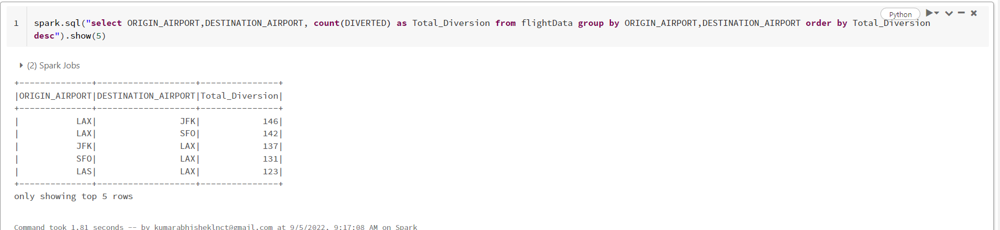 Python
1 spark.sql("select ORIGIN_AIRPORT,DESTINATION_AIRPORT, count(DIVERTED) as Total_Diversion from flightData group by ORIGIN_AIRPORT,DESTINATION_AIRPORT order by Total_Diversion
desc").show(5)
(2) Spark Jobs
+--------------+-------------------+---------------+
|ORIGIN_AIRPORT|DESTINATION_AIRPORT|Total_Diversion|
+--------------+-------------------+---------------+
|           LAX|                JFK|            146|
|           LAX|                SFO|            142|
|           JFK|                LAX|            137|
|           SFO|                LAX|            131|
|           LAS|                LAX|            123|
+--------------+-------------------+---------------+
only showing top 5 rows
Command took 1.81 seconds -- by kumarabhisheklnct@gmail.com at 9/5/2022, 9:17:08 AM on Spark